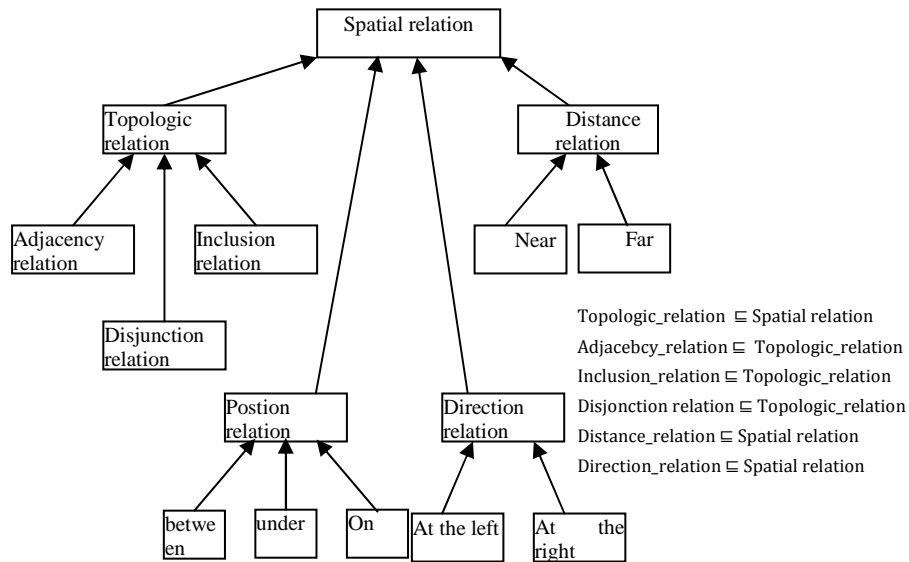 Spatial relation
Topologic
relation
Distance
relation
Adjacency
relation
Inclusion
relation
Near
Far
Disjunction
relation
Topologic_relation ⊑ Spatial relation
Adjacebcy_relation ⊑ Topologic_relation
Inclusion_relation ⊑ Topologic_relation
Disjonction relation ⊑ Topologic_relation
Distance_relation ⊑ Spatial relation
Direction_relation ⊑ Spatial relation
Postion
relation
Direction
relation
betwe
en
under
On
At the left
At the
right